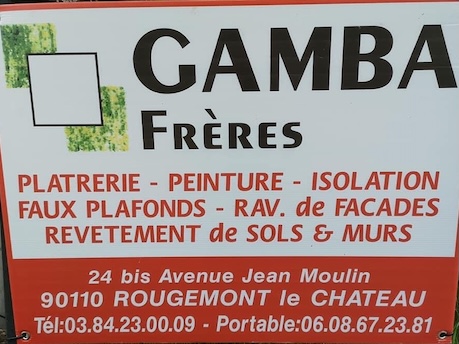 GAMBA
FRÈRES
PLATRERIE - PEINTURE - ISOLATION
FAUX PLAFONDS - RAV. de FACADES
REVETEMENT de SOLS & MURS
24 bis Avenue Jean Moulin
90110 ROUGEMONT le CHATEAU
Tél:03.84.23.00.09 - Portable:06.08.67.23.81